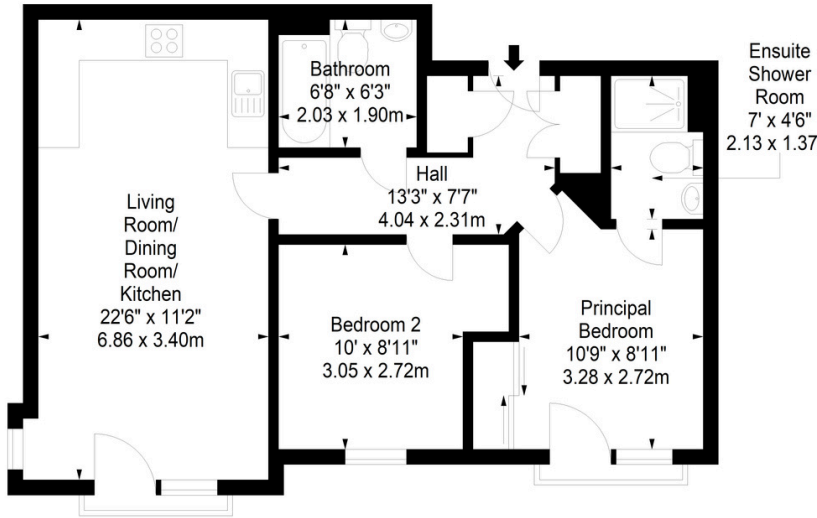 Bathroom
6'8" x 6'3"
2.03 x 1.90m
Ensuite
Shower
Room
7' x 4'6"
2.13 x 1.37
Hall
13'3" x 7'7"
4.04 x 2.31m
Living
Room/
Dining
Room/
Kitchen
22'6" x 11'2"
6.86 x 3.40m
Bedroom 2
10' x 8'11"
3.05 x 2.72m
Principal
Bedroom
10'9" x 8'11"
3.28 x 2.72m